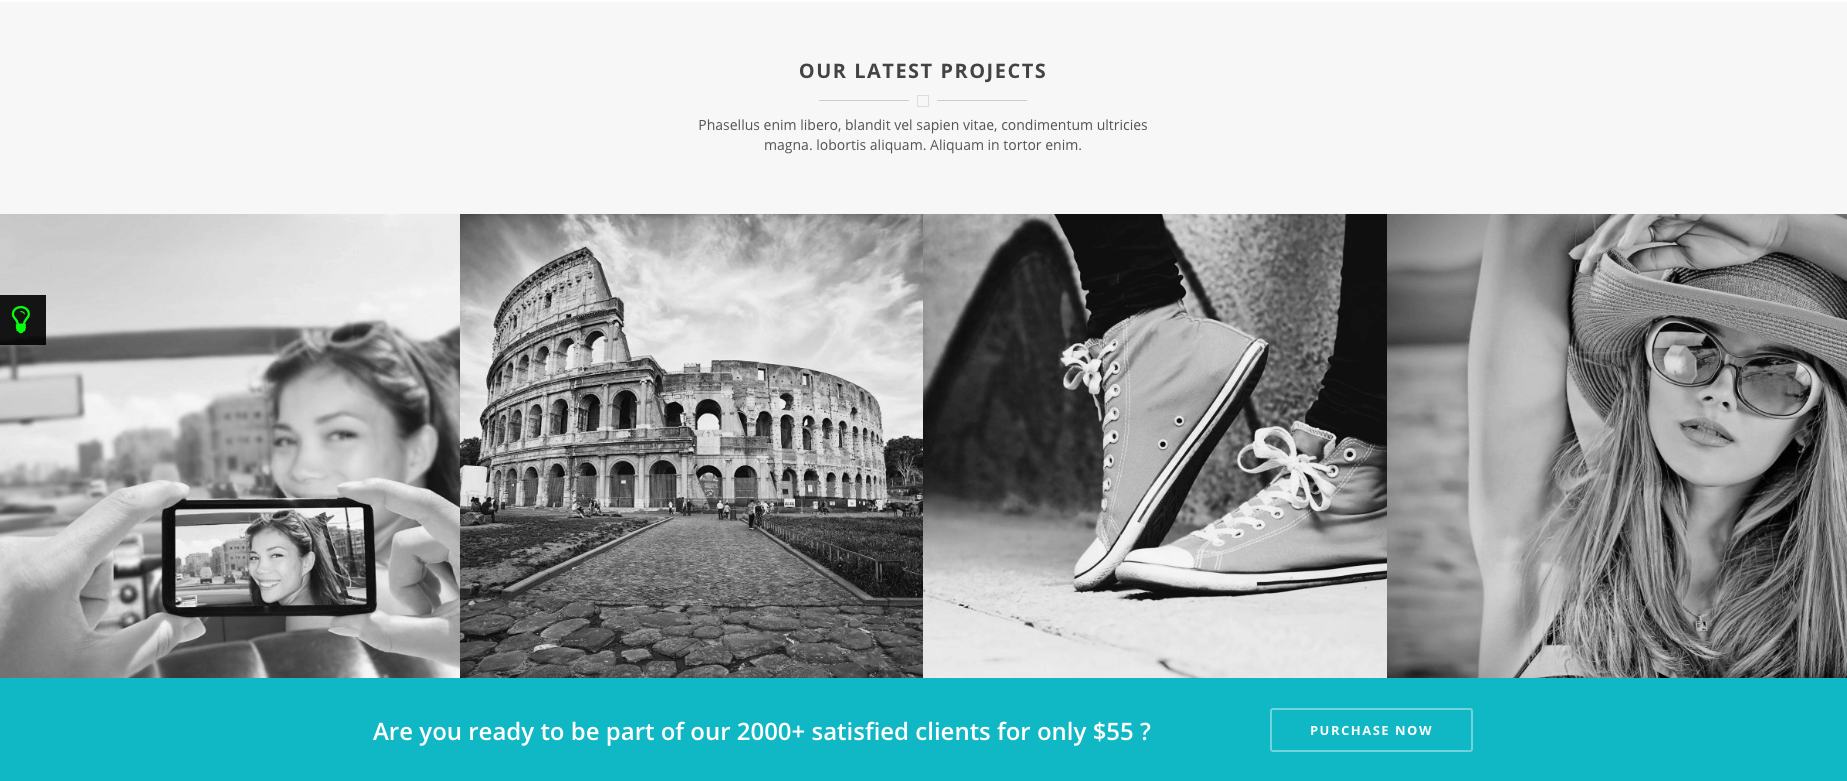 OUR LATEST PROJECTS
Phasellus enim libero, blandit vel sapien vitae, condimentum ultricies
magna. lobortis aliquam. Aliquam in tortor enim.
Are you ready to be part of our 2000+ satisfied clients for only $55 ?
PURCHASE NOW